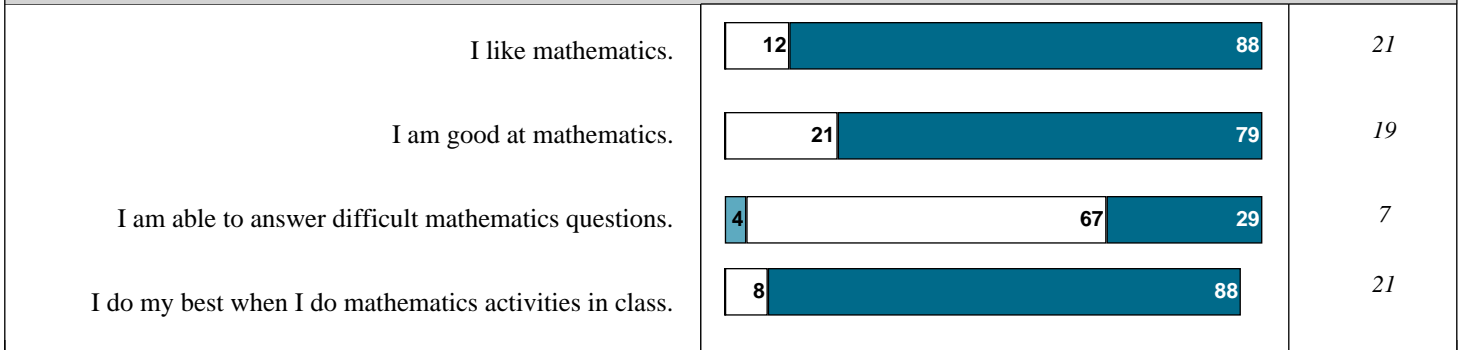 I like mathematics. 12 88 21
I am good at mathematics. 21 79 19
I am able to answer difficult mathematics questions. 4 67 29 7
I do my best when I do mathematics activities in class. 8 88 21